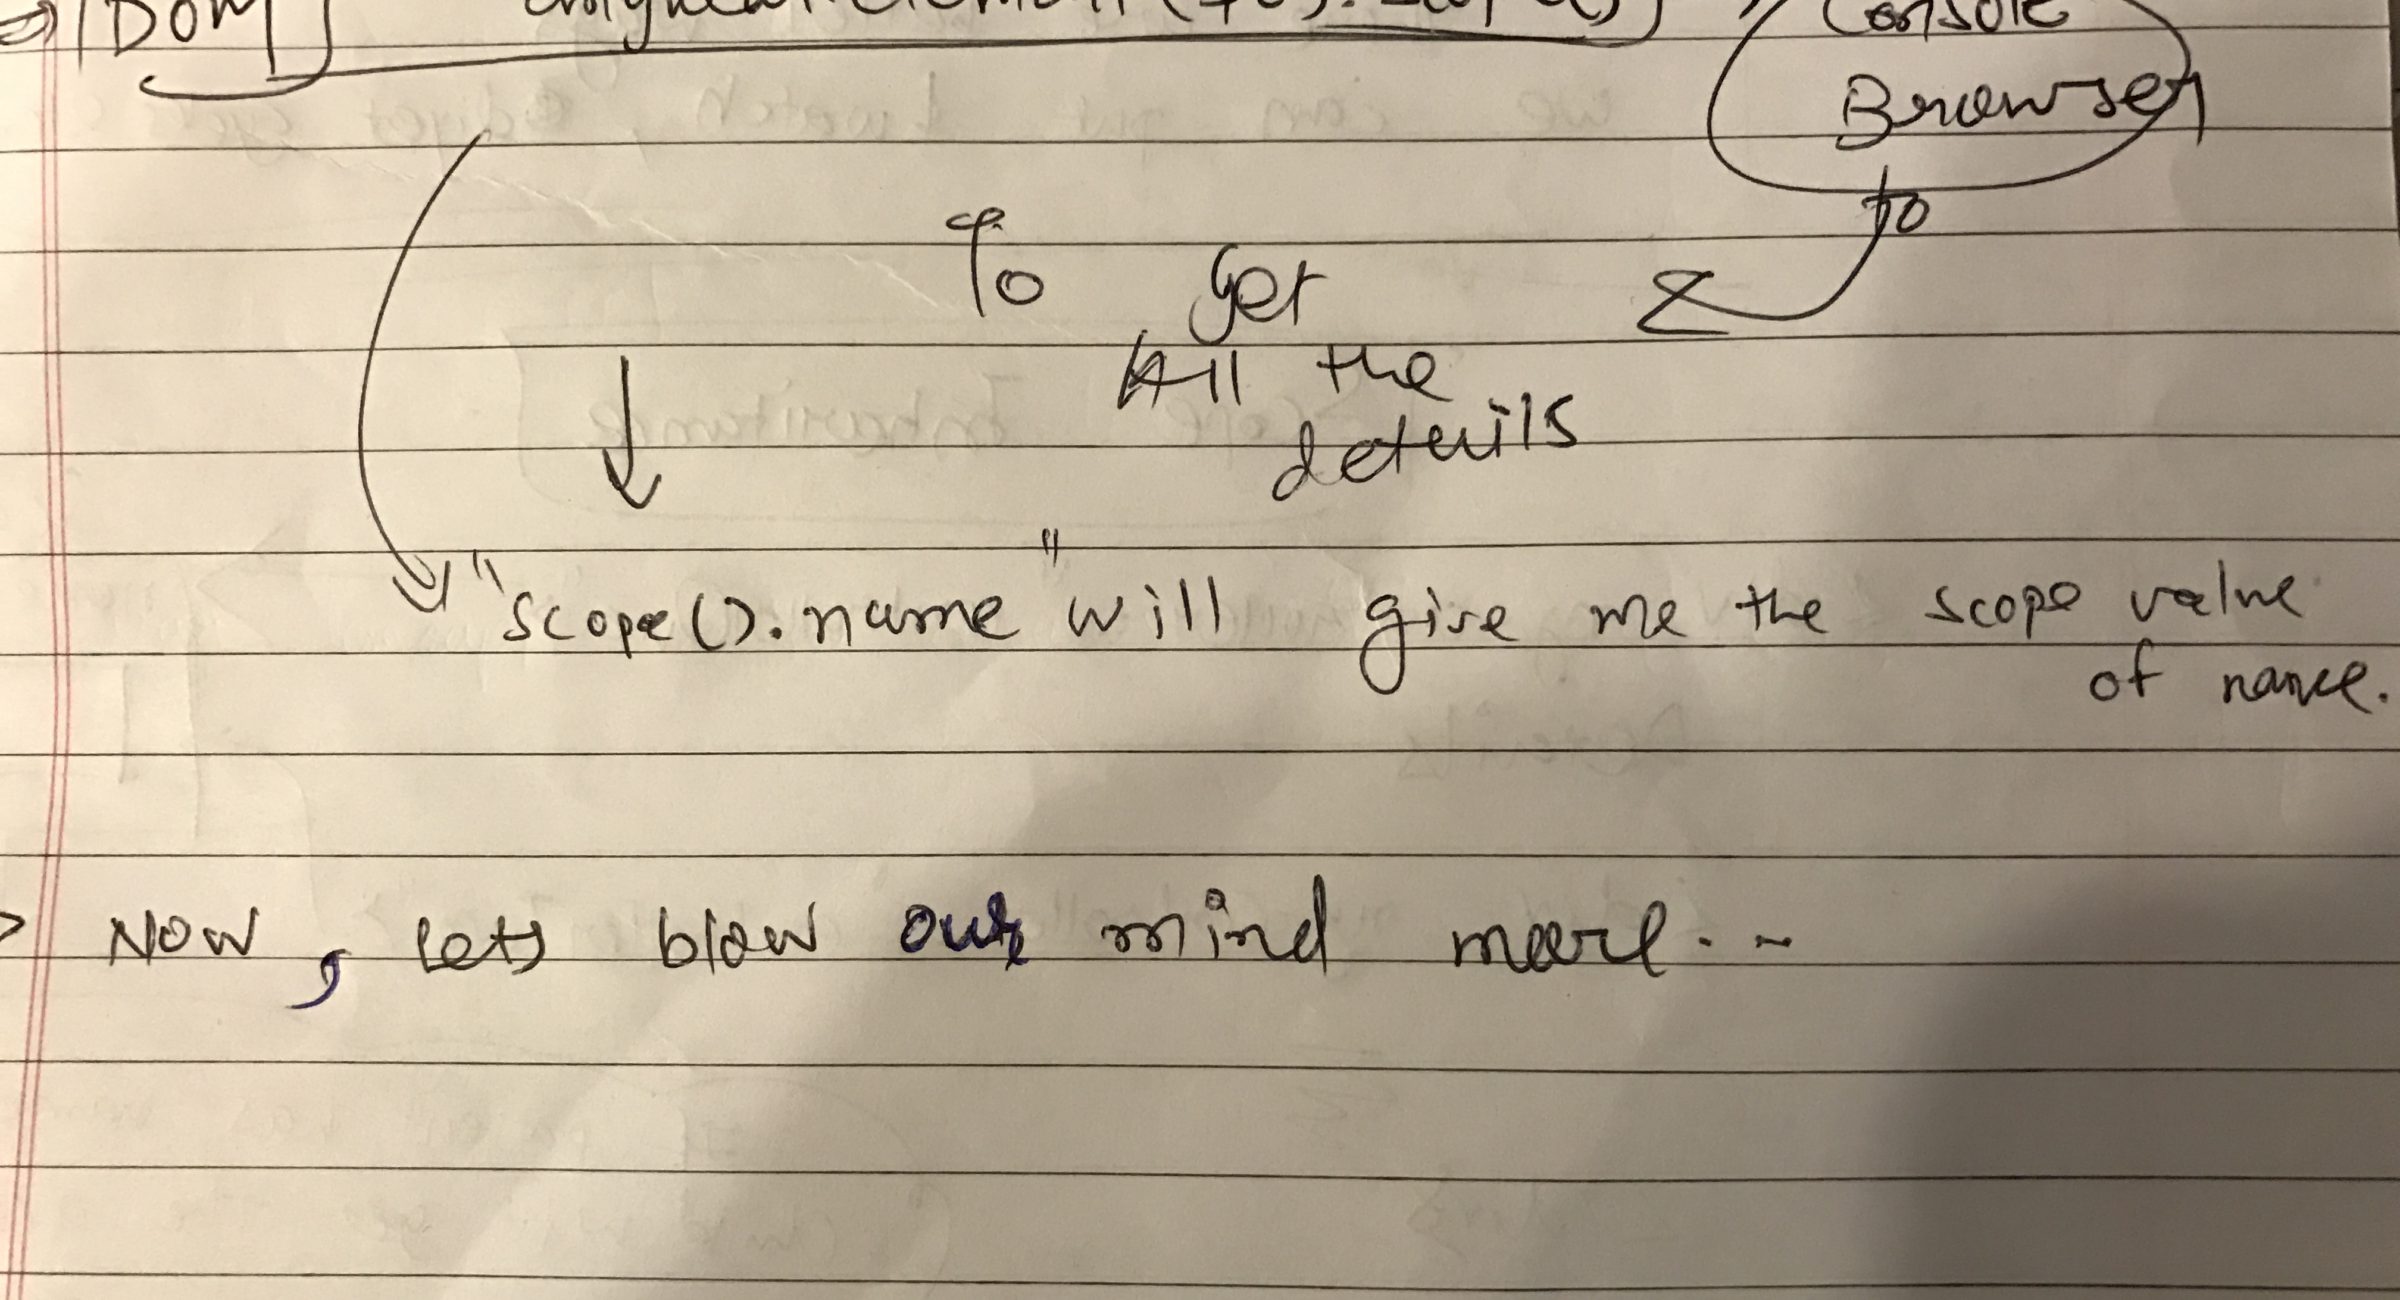 DOM
Console
Browser
to
To get
All the
details
"scope().name" will give me the scope value
of name.
Now, lets blow our mind more...